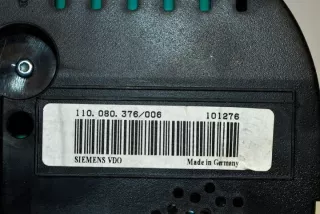 110. 080. 376/006 101276
SIEMENS VDO Made in Germany